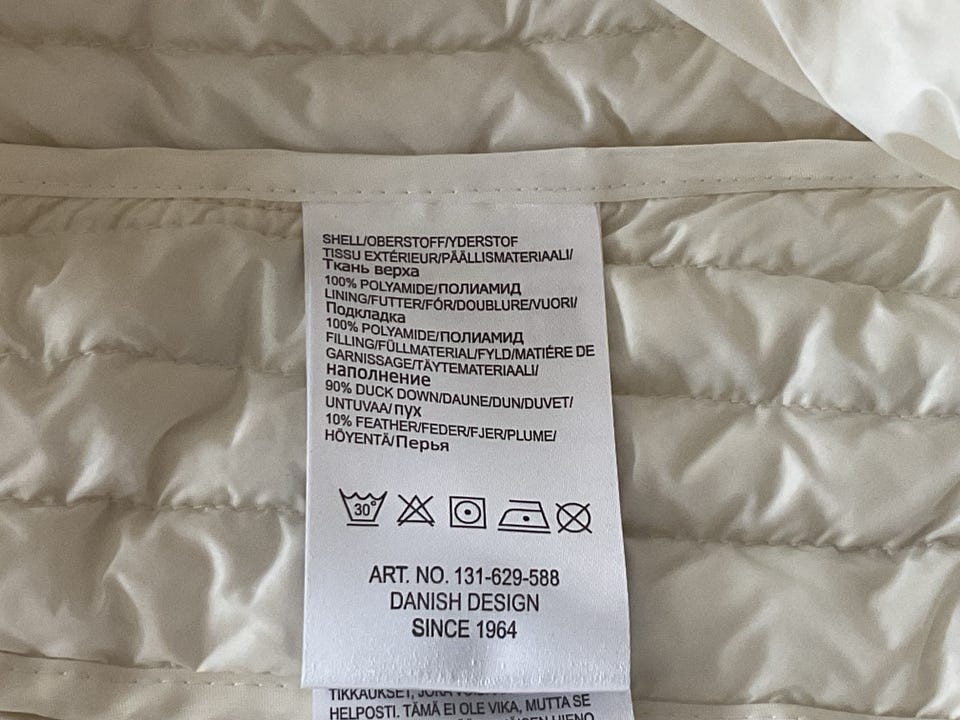 SHELL/OBERSTOFF/YDERSTOF
TISSU EXTÉRIEUR/PÄÄLLISMATERIAALI/
Ткань верха
100% POLYAMIDE/ПОЛИАМИД
LINING/FUTTER/FÓR/DOUBLURE/VUORI/
Подкладка
100% POLYAMIDE/ПОЛИАМИД
FILLING/FÜLLMATERIAL/FYLD/MATIÉRE DE
GARNISSAGE/TÄYTEMATERIAALI/
наполнение
90% DUCK DOWN/DAUNE/DUN/DUVET/
UNTUVAA/пух
10% FEATHER/FEDER/FJER/PLUME/
HÖYENTÄ/Перья
30°
ART. NO. 131-629-588
DANISH DESIGN
SINCE 1964
TIKKAUKSET,
HELPOSTI. TÄMÄ EI OLE VIKA, MUTTA SE